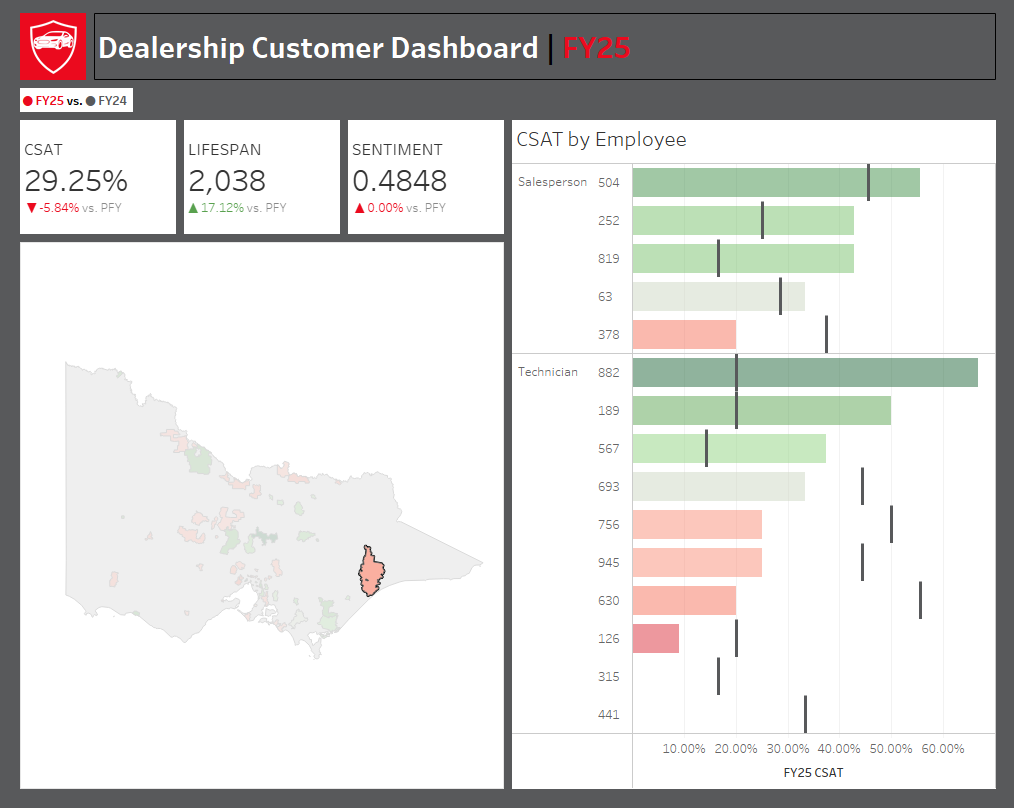 Dealership Customer Dashboard | FY25
FY25 vs. FY24
CSAT
29.25%
▼ -5.84% vs. PFY
LIFESPAN
2,038
▲ 17.12% vs. PFY
SENTIMENT
0.4848
▲ 0.00% vs. PFY
CSAT by Employee
Salesperson 504
252
819
63
378
Technician 882
189
567
693
756
945
630
126
315
441
10.00% 20.00% 30.00% 40.00% 50.00% 60.00%
FY25 CSAT